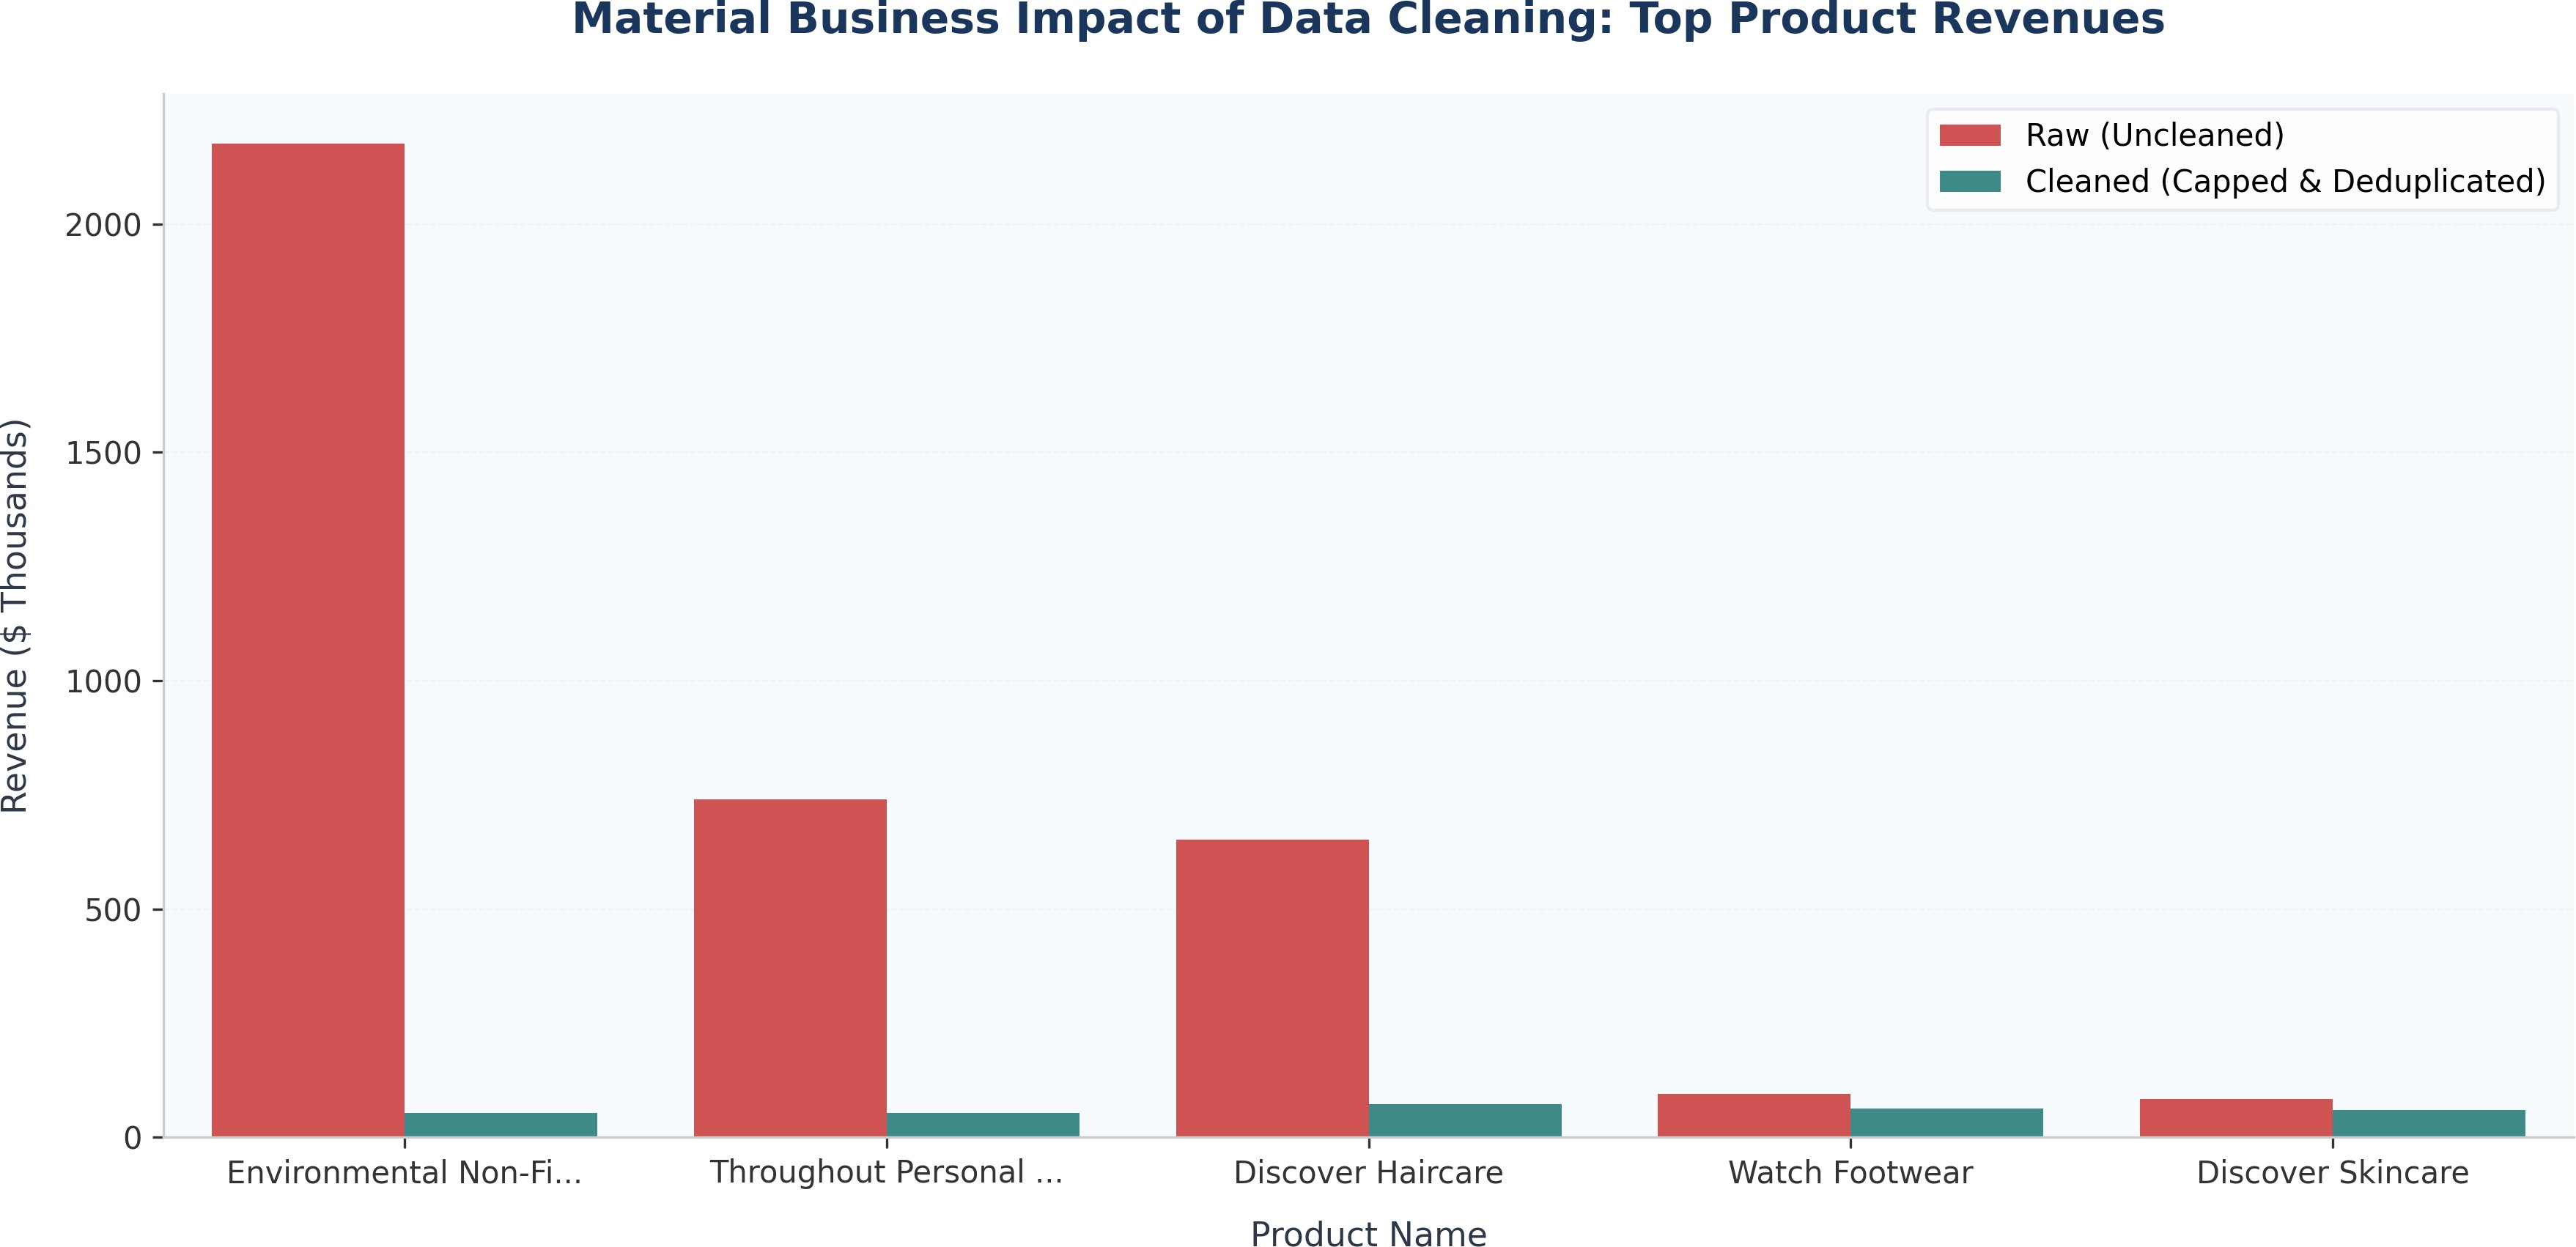 Material Business Impact of Data Cleaning: Top Product Revenues
Raw (Uncleaned)
Cleaned (Capped & Deduplicated)
Revenue ($ Thousands)
2000
1500
1000
500
0
Environmental Non-Fi...
Throughout Personal ...
Discover Haircare
Watch Footwear
Discover Skincare
Product Name